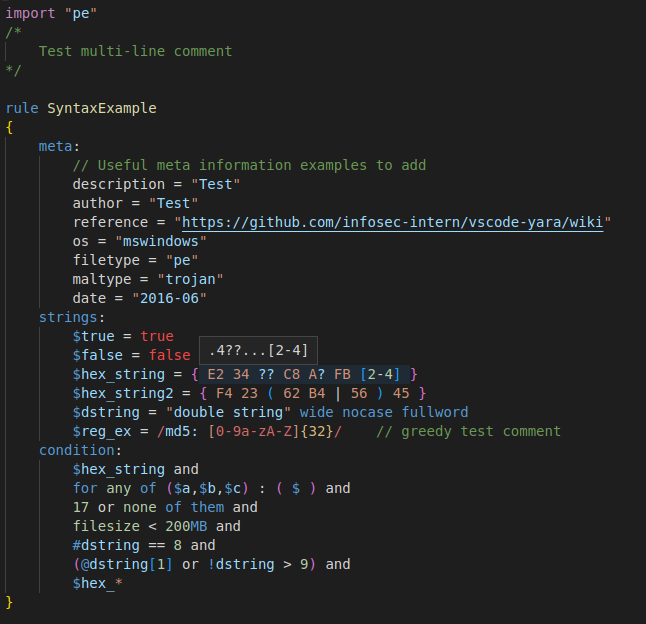 import "pe"
/*
    Test multi-line comment
*/

rule SyntaxExample
{
    meta:
        // Useful meta information examples to add
        description = "Test"
        author = "Test"
        reference = "https://github.com/infosec-intern/vscode-yara/wiki"
        os = "mswindows"
        filetype = "pe"
        maltype = "trojan"
        date = "2016-06"
    strings:
        $true = true
        .4??...[2-4]
        $false = false
        $hex_string = { E2 34 ?? C8 A? FB [2-4] }
        $hex_string2 = { F4 23 ( 62 B4 | 56 ) 45 }
        $dstring = "double string" wide nocase fullword
        $reg_ex = /md5: [0-9a-zA-Z]{32}/    // greedy test comment
    condition:
        $hex_string and
        for any of ($a,$b,$c) : ( $ ) and
        17 or none of them and
        filesize < 200MB and
        #dstring == 8 and
        (@dstring[1] or !dstring > 9) and
        $hex_*
}